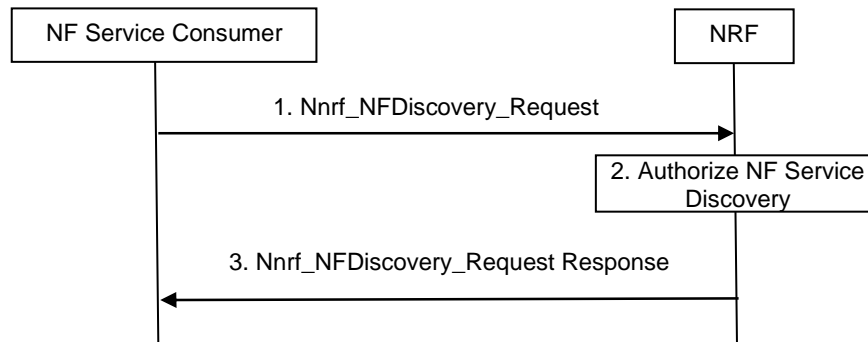 NF Service Consumer
NRF
1. Nnrf_NFDiscovery_Request
2. Authorize NF Service
Discovery
3. Nnrf_NFDiscovery_Request Response